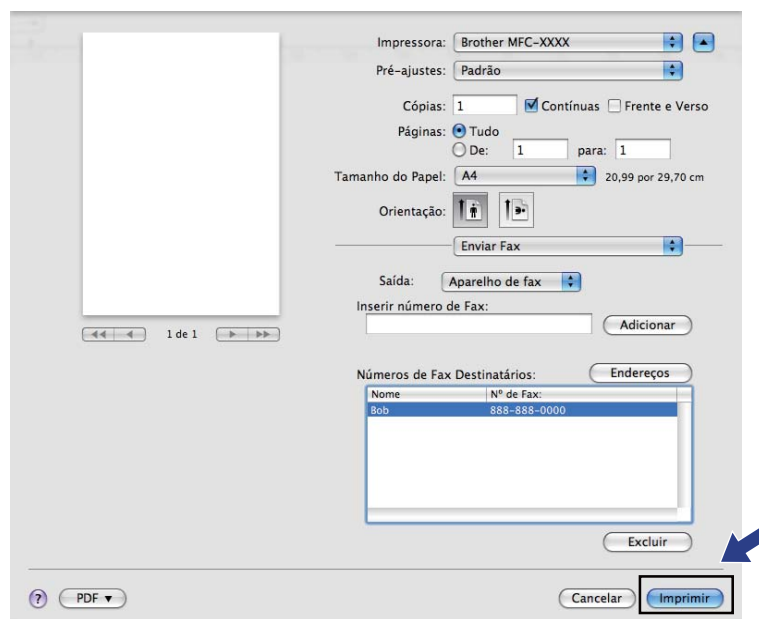 Impressora: Brother MFC-XXXX
Pré-ajustes: Padrão
Cópias: 1 Contínuas Frente e Verso
Páginas: Tudo
De: 1 para: 1
Tamanho do Papel: A4 20,99 por 29,70 cm
Orientação:
Enviar Fax
Saída: Aparelho de fax
Inserir número de Fax:
1 de 1 Adicionar
Números de Fax Destinatários: Endereços
Nome Nº de Fax:
Bob 888-888-0000
Excluir
? PDF Cancelar Imprimir